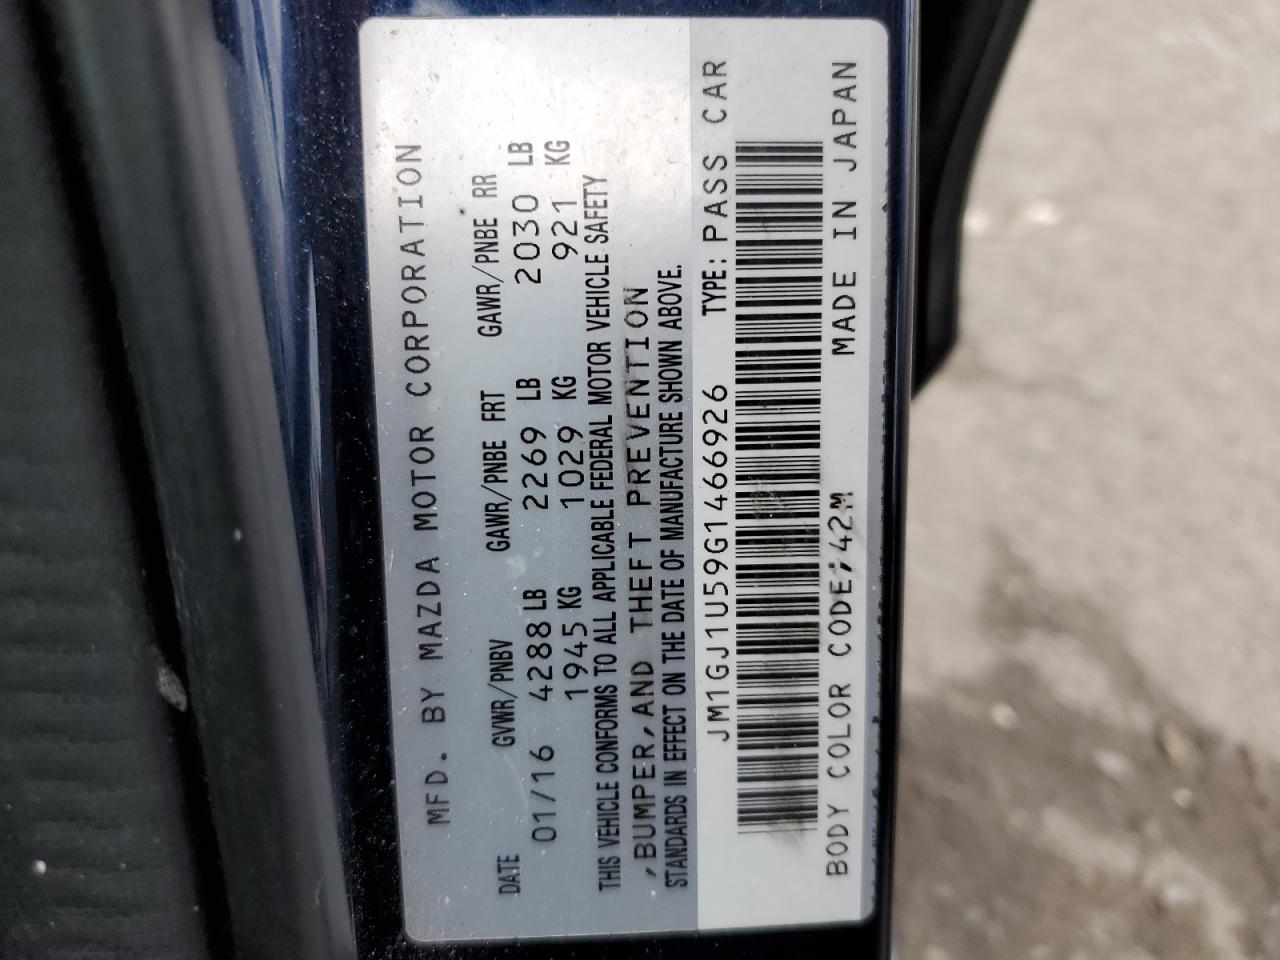 MFD. BY MAZDA MOTOR CORPORATION
DATE GVWR/PNBV GAWR/PNBE FRT GAWR/PNBE RR
01/16 4288 LB 2269 LB 2030 LB
1945 KG 1029 KG 921 KG
THIS VEHICLE CONFORMS TO ALL APPLICABLE FEDERAL MOTOR VEHICLE SAFETY
,BUMPER,AND THEFT PREVENTION
STANDARDS IN EFFECT ON THE DATE OF MANUFACTURE SHOWN ABOVE.
JM1GJ1U59G1466926 TYPE:PASS CAR
BODY COLOR CODE:42M MADE IN JAPAN